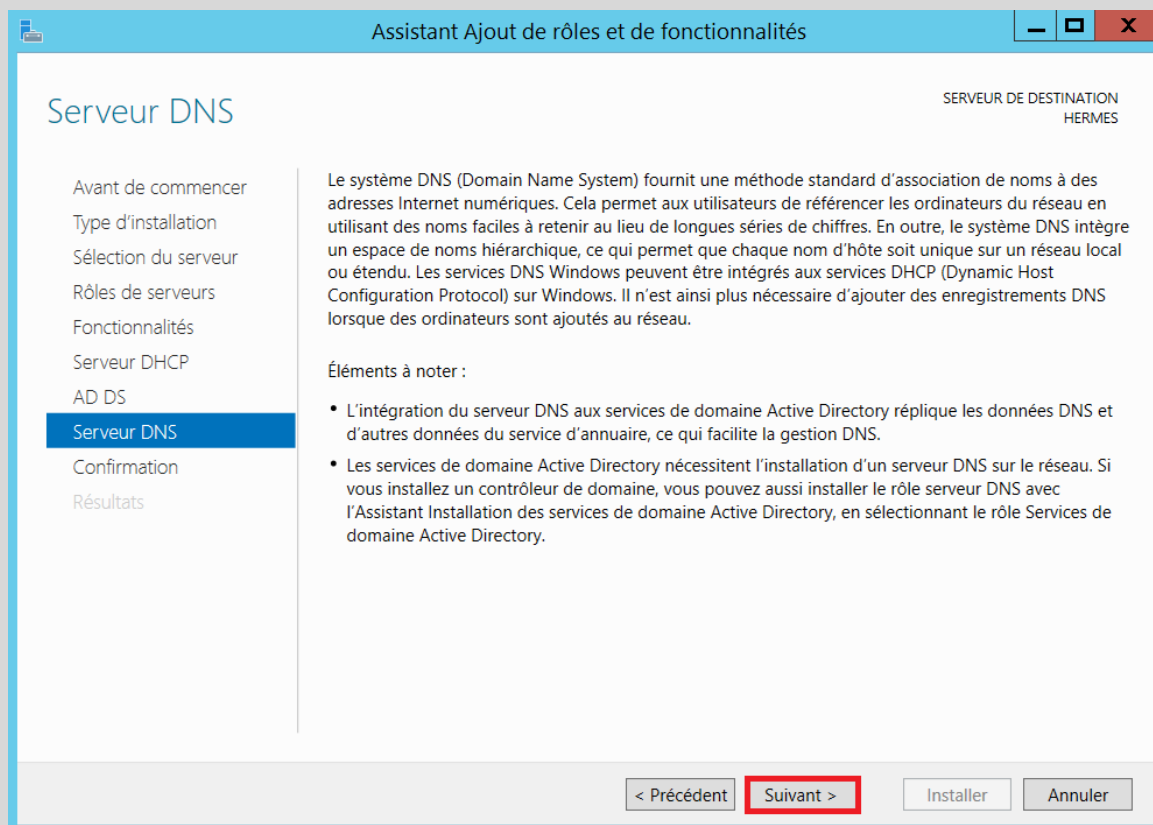 Assistant Ajout de rôles et de fonctionnalités
X
Serveur DNS
SERVEUR DE DESTINATION
HERMES
Avant de commencer
Type d'installation
Sélection du serveur
Rôles de serveurs
Fonctionnalités
Serveur DHCP
AD DS
Serveur DNS
Confirmation
Résultats
Le système DNS (Domain Name System) fournit une méthode standard d'association de noms à des
adresses Internet numériques. Cela permet aux utilisateurs de référencer les ordinateurs du réseau en
utilisant des noms faciles à retenir au lieu de longues séries de chiffres. En outre, le système DNS intègre
un espace de noms hiérarchique, ce qui permet que chaque nom d'hôte soit unique sur un réseau local
ou étendu. Les services DNS Windows peuvent être intégrés aux services DHCP (Dynamic Host
Configuration Protocol) sur Windows. Il n'est ainsi plus nécessaire d'ajouter des enregistrements DNS
lorsque des ordinateurs sont ajoutés au réseau.
Éléments à noter :
• L'intégration du serveur DNS aux services de domaine Active Directory réplique les données DNS et
d'autres données du service d'annuaire, ce qui facilite la gestion DNS.
• Les services de domaine Active Directory nécessitent l'installation d'un serveur DNS sur le réseau. Si
vous installez un contrôleur de domaine, vous pouvez aussi installer le rôle serveur DNS avec
l'Assistant Installation des services de domaine Active Directory, en sélectionnant le rôle Services de
domaine Active Directory.
< Précédent
Suivant >
Installer
Annuler